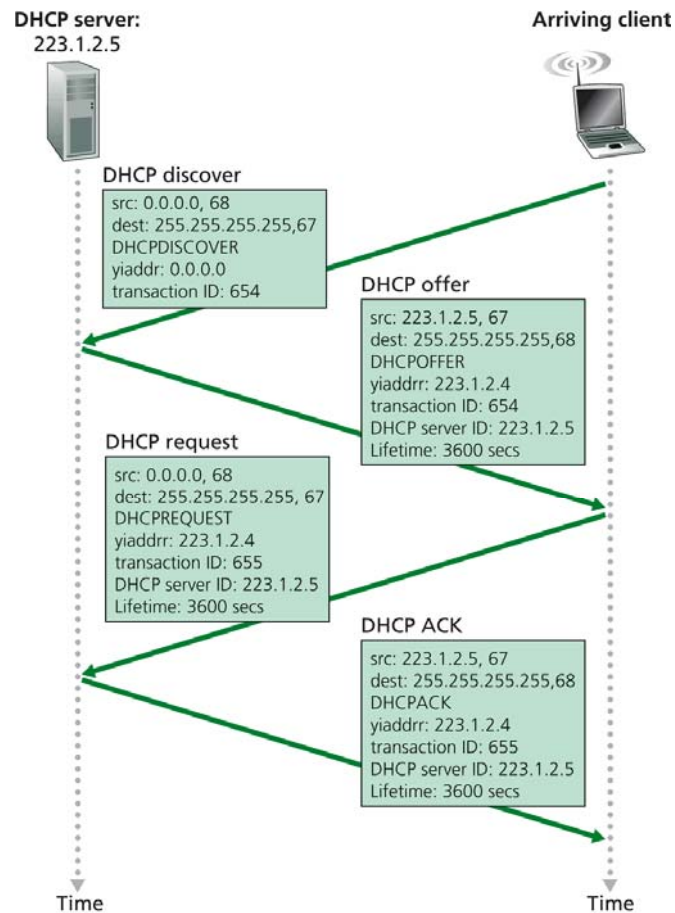 DHCP server:
223.1.2.5
Arriving client
DHCP discover
src: 0.0.0.0, 68
dest: 255.255.255.255,67
DHCPDISCOVER
yiaddr: 0.0.0.0
transaction ID: 654
DHCP offer
src: 223.1.2.5, 67
dest: 255.255.255.255,68
DHCPOFFER
yiaddrr: 223.1.2.4
transaction ID: 654
DHCP server ID: 223.1.2.5
Lifetime: 3600 secs
DHCP request
src: 0.0.0.0, 68
dest: 255.255.255.255, 67
DHCPREQUEST
yiaddrr: 223.1.2.4
transaction ID: 655
DHCP server ID: 223.1.2.5
Lifetime: 3600 secs
DHCP ACK
src: 223.1.2.5, 67
dest: 255.255.255.255,68
DHCPACK
yiaddrr: 223.1.2.4
transaction ID: 655
DHCP server ID: 223.1.2.5
Lifetime: 3600 secs
Time
Time